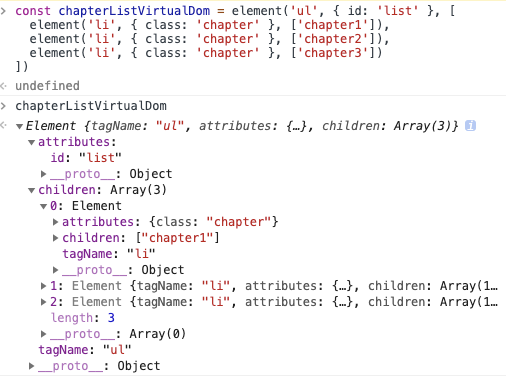 const chapterListVirtualDom = element('ul', { id: 'list' }, [
element('li', { class: 'chapter' }, ['chapter1']),
element('li', { class: 'chapter' }, ['chapter2']),
element('li', { class: 'chapter' }, ['chapter3'])
])
undefined
chapterListVirtualDom
Element {tagName: "ul", attributes: {…}, children: Array(3)} i
attributes:
id: "list"
__proto__: Object
children: Array(3)
0: Element
attributes: {class: "chapter"}
children: ["chapter1"]
tagName: "li"
__proto__: Object
1: Element {tagName: "li", attributes: {…}, children: Array(1…
2: Element {tagName: "li", attributes: {…}, children: Array(1…
length: 3
__proto__: Array(0)
tagName: "ul"
__proto__: Object